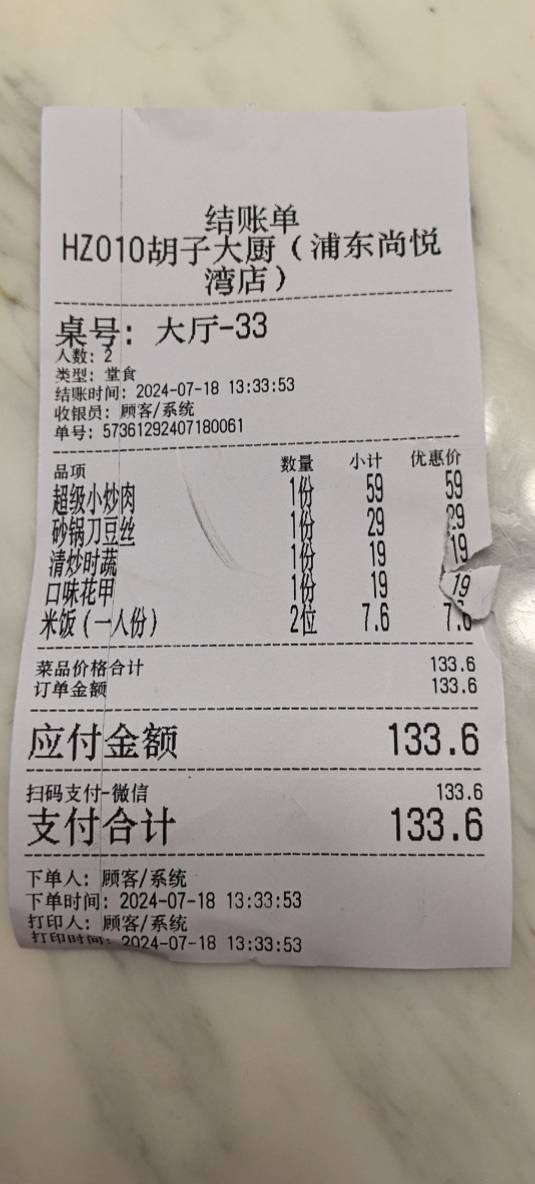 结账单
HZ010胡子大厨（浦东尚悦
湾店）
桌号：大厅-33
人数：2
类型：堂食
结账时间：2024-07-18 13:33:53
收银员：顾客/系统
单号：57361292407180061
品项 数量 小计 优惠价
超级小炒肉 1份 59 59
砂锅刀豆丝 1份 29 29
清炒时蔬 1份 19 19
口味花甲 1份 19 19
米饭（一人份） 2位 7.6 7.6
菜品价格合计 133.6
订单金额 133.6
应付金额 133.6
扫码支付-微信 133.6
支付合计 133.6
下单人：顾客/系统
下单时间：2024-07-18 13:33:53
打印人：顾客/系统
打印时间：2024-07-18 13:33:53